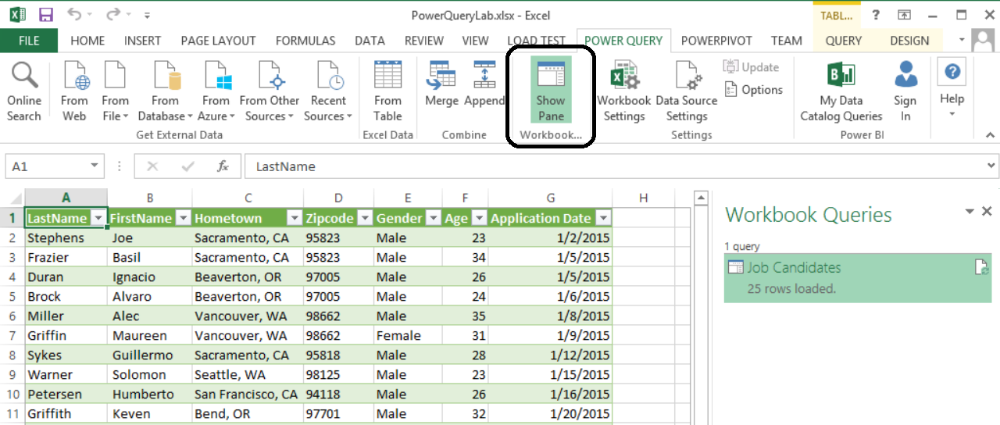 PowerQueryLab.xlsx - Excel
TABL...
?
FILE HOME INSERT PAGE LAYOUT FORMULAS DATA REVIEW VIEW LOAD TEST POWER QUERY POWERPIVOT TEAM QUERY DESIGN
Online Search
From Web
From File
From Database
From Azure
From Other Sources
Recent Sources
Get External Data
From Table
Excel Data
Merge
Append
Combine
Show Pane
Workbook...
Workbook Settings
Data Source Settings
Update
Options
Settings
My Data Catalog Queries
Sign In
Power BI
?
Help
A1
fx
LastName
A B C D E F G H
1 LastName FirstName Hometown Zipcode Gender Age Application Date
2 Stephens Joe Sacramento, CA 95823 Male 23 1/2/2015
3 Frazier Basil Sacramento, CA 95823 Male 34 1/5/2015
4 Duran Ignacio Beaverton, OR 97005 Male 26 1/5/2015
5 Brock Alvaro Beaverton, OR 97005 Male 24 1/6/2015
6 Miller Alec Vancouver, WA 98662 Male 35 1/8/2015
7 Griffin Maureen Vancouver, WA 98662 Female 31 1/9/2015
8 Sykes Guillermo Sacramento, CA 95818 Male 28 1/12/2015
9 Warner Solomon Seattle, WA 98125 Male 23 1/15/2015
10 Petersen Humberto San Francisco, CA 94118 Male 26 1/16/2015
11 Griffith Keven Bend, OR 97701 Male 32 1/20/2015
Workbook Queries
1 query
Job Candidates
25 rows loaded.